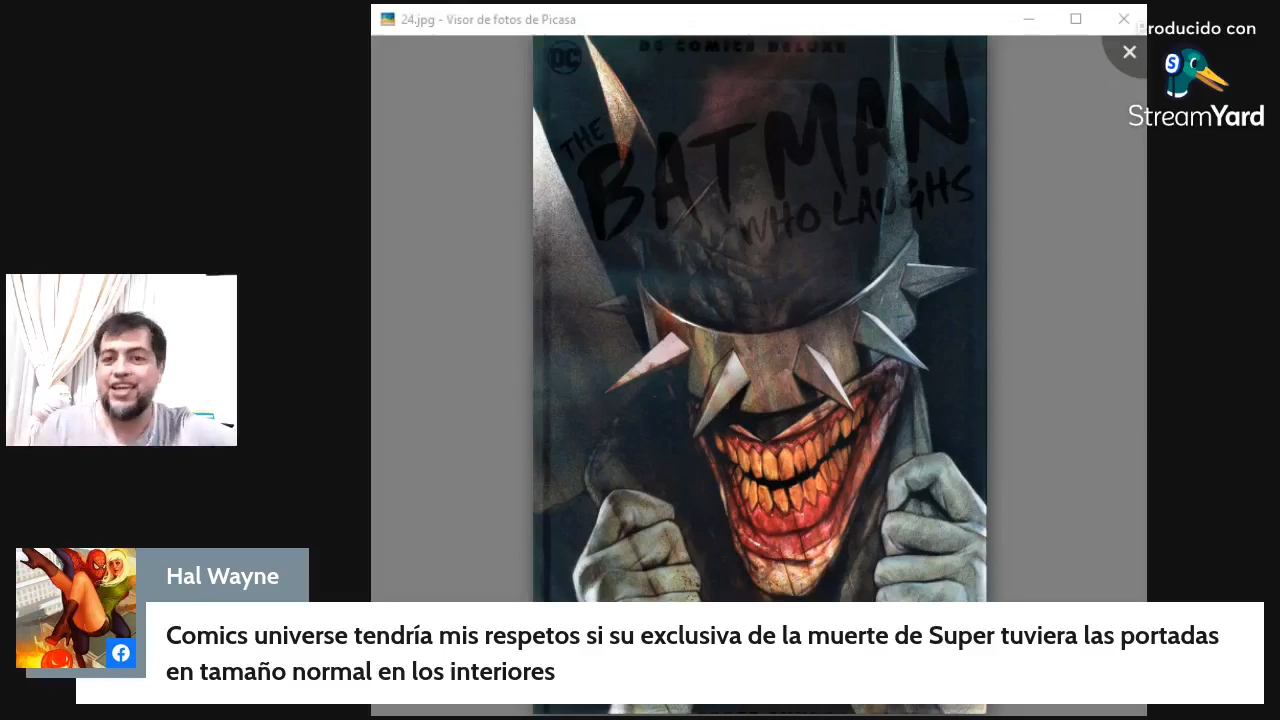 24.jpg - Visor de fotos de Picasa
Producido con
StreamYard
DC COMICS DELUXE
DC
THE
BATMAN
WHO LAUGHS
Hal Wayne
Comics universe tendría mis respetos si su exclusiva de la muerte de Super tuviera las portadas
en tamaño normal en los interiores